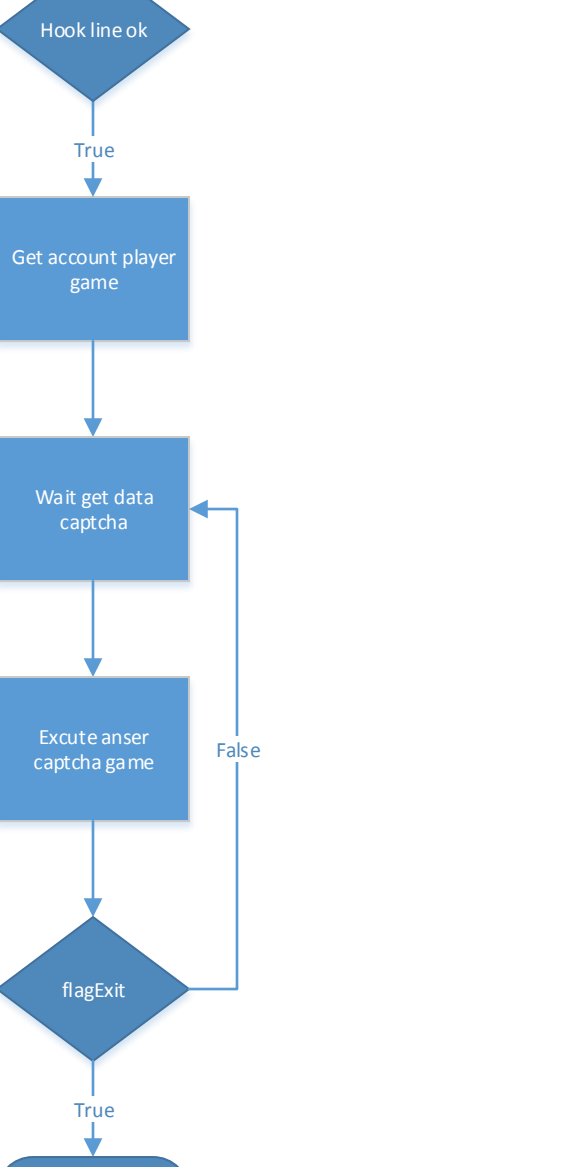 Hook line ok
True
Get account player
game
Wait get data
captcha
Excute anser
captcha game
False
flagExit
True